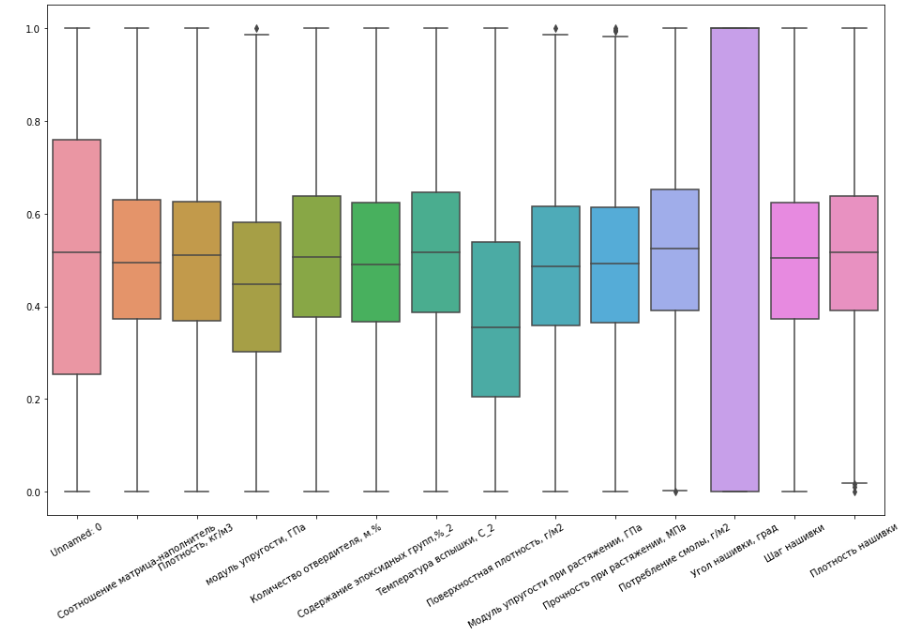 1.0
0.8
0.6
0.4
0.2
0.0
Unnamed: 0
Соотношение матрица-наполнитель
Плотность, кг/м3
модуль упругости, ГПа
Количество отвердителя, м.%
Содержание эпоксидных групп,%_2
Температура вспышки, С_2
Поверхностная плотность, г/м2
Модуль упругости при растяжении, ГПа
Прочность при растяжении, МПа
Потребление смолы, г/м2
Угол нашивки, град
Шаг нашивки
Плотность нашивки